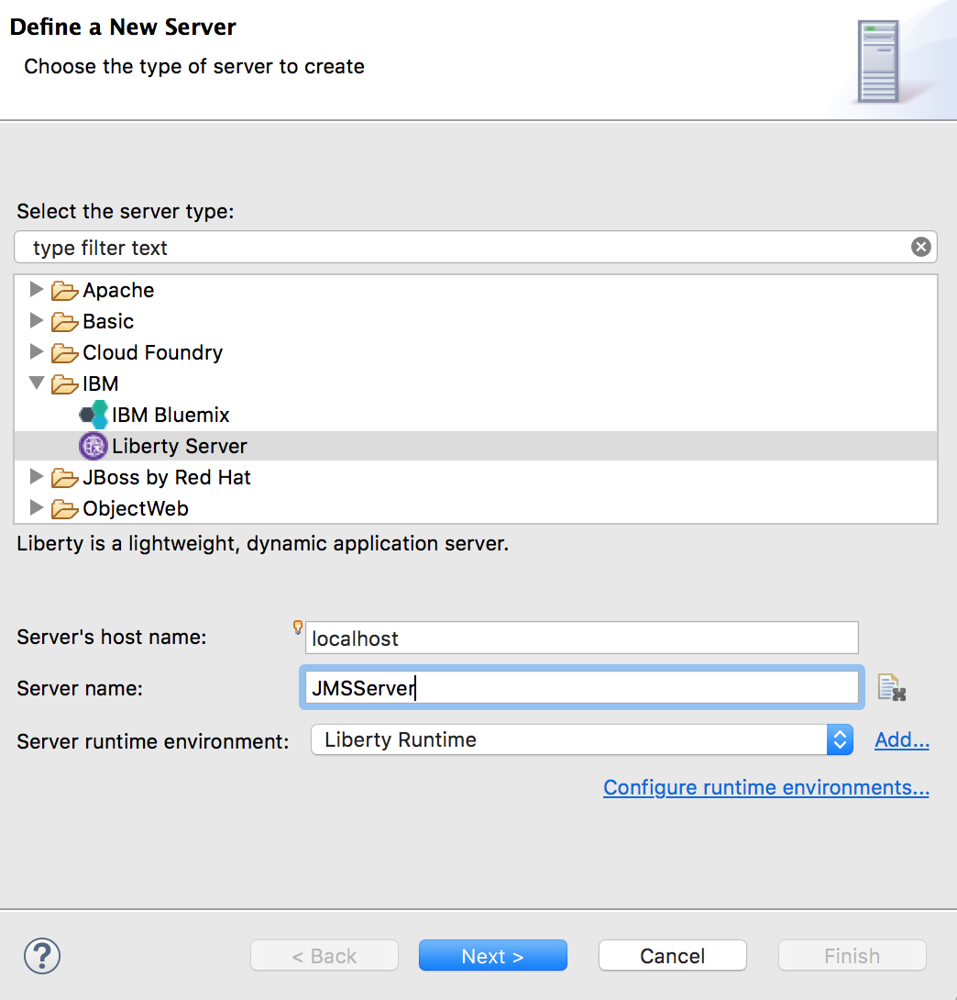 Define a New Server
Choose the type of server to create
Select the server type:
type filter text
Apache
Basic
Cloud Foundry
IBM
IBM Bluemix
Liberty Server
JBoss by Red Hat
ObjectWeb
Liberty is a lightweight, dynamic application server.
Server's host name: localhost
Server name: JMSServer
Server runtime environment: Liberty Runtime Add...
Configure runtime environments...
? < Back Next > Cancel Finish